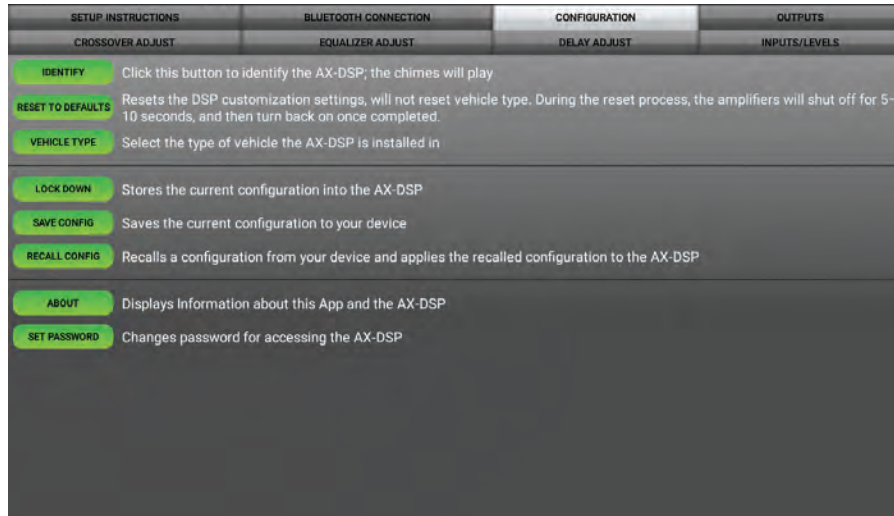 SETUP INSTRUCTIONS BLUETOOTH CONNECTION CONFIGURATION OUTPUTS
CROSSOVER ADJUST EQUALIZER ADJUST DELAY ADJUST INPUTS/LEVELS
IDENTIFY Click this button to identify the AX-DSP; the chimes will play
RESET TO DEFAULTS Resets the DSP customization settings, will not reset vehicle type. During the reset process, the amplifiers will shut off for 5-
10 seconds, and then turn back on once completed.
VEHICLE TYPE Select the type of vehicle the AX-DSP is installed in
LOCK DOWN Stores the current configuration into the AX-DSP
SAVE CONFIG Saves the current configuration to your device
RECALL CONFIG Recalls a configuration from your device and applies the recalled configuration to the AX-DSP
ABOUT Displays Information about this App and the AX-DSP
SET PASSWORD Changes password for accessing the AX-DSP